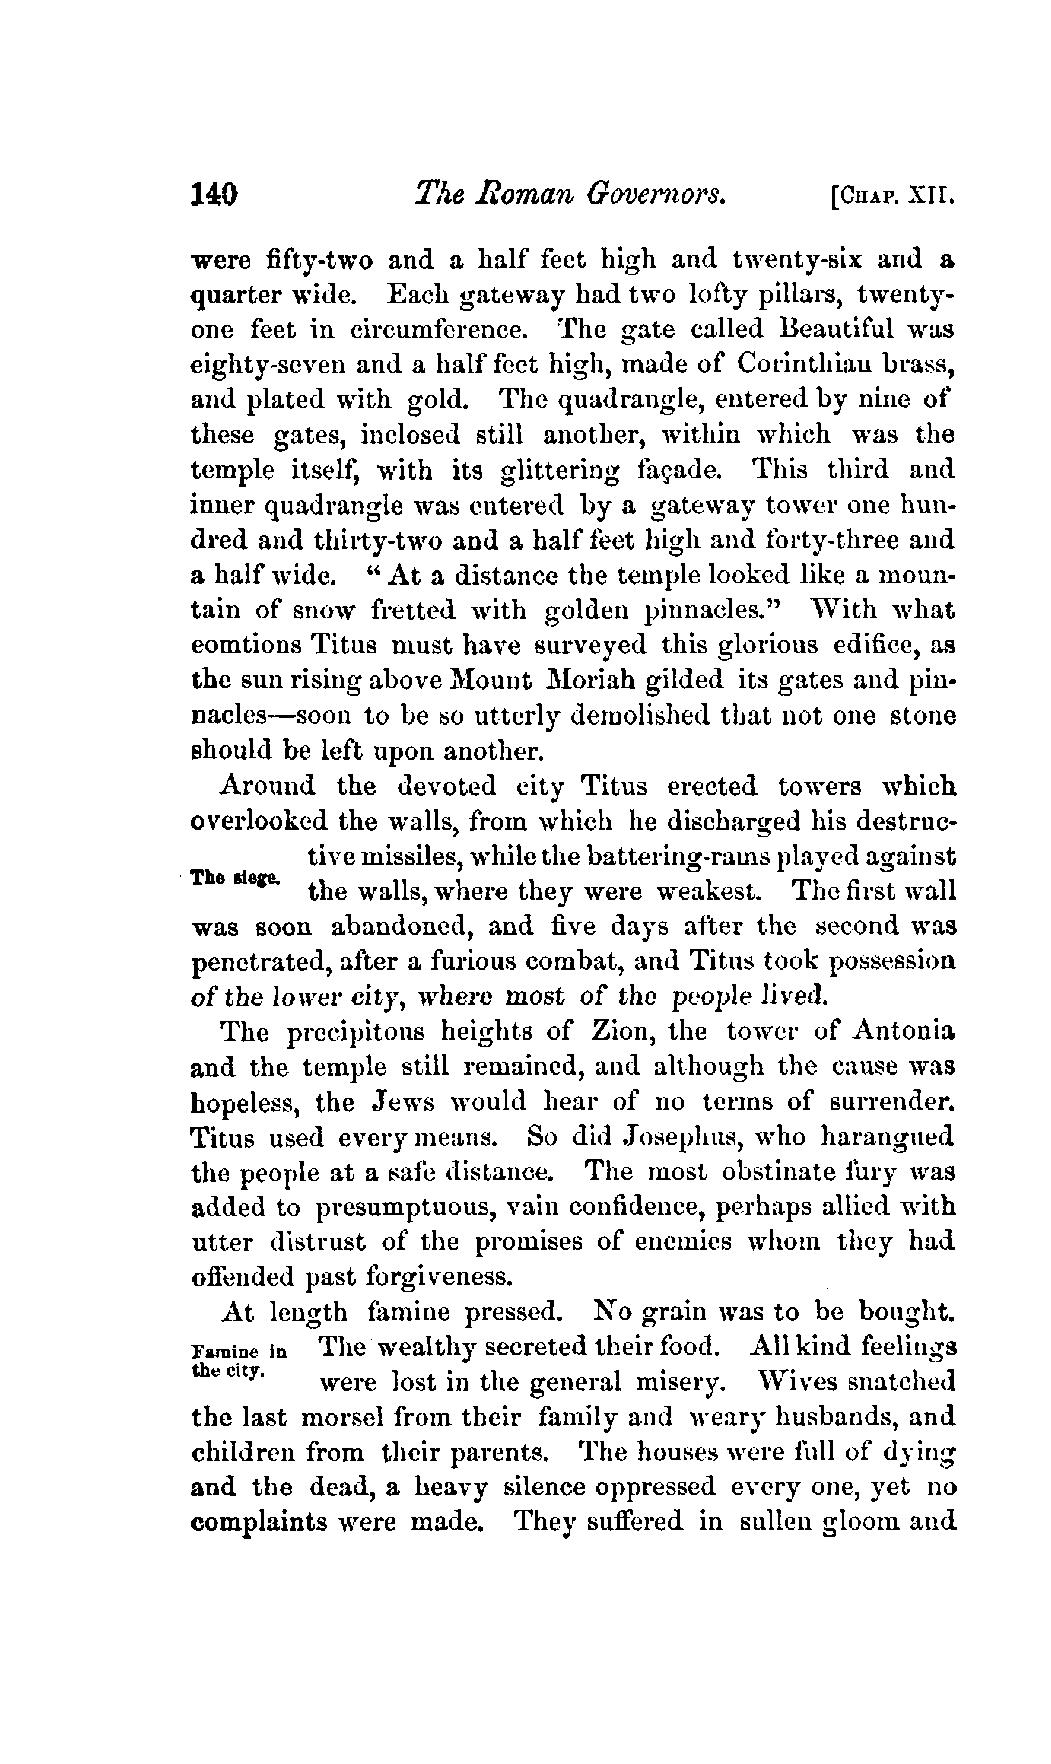 140 The Roman Governors. [CHAP. XII.
were fifty-two and a half feet high and twenty-six and a
quarter wide. Each gateway had two lofty pillars, twenty-
one feet in circumference. The gate called Beautiful was
eighty-seven and a half feet high, made of Corinthian brass,
and plated with gold. The quadrangle, entered by nine of
these gates, inclosed still another, within which was the
temple itself, with its glittering façade. This third and
inner quadrangle was entered by a gateway tower one hun-
dred and thirty-two and a half feet high and forty-three and
a half wide. “At a distance the temple looked like a moun-
tain of snow fretted with golden pinnacles.” With what
eomtions Titus must have surveyed this glorious edifice, as
the sun rising above Mount Moriah gilded its gates and pin-
nacles—soon to be so utterly demolished that not one stone
should be left upon another.
Around the devoted city Titus erected towers which
overlooked the walls, from which he discharged his destruc-
tive missiles, while the battering-rams played against
The siege.
the walls, where they were weakest. The first wall
was soon abandoned, and five days after the second was
penetrated, after a furious combat, and Titus took possession
of the lower city, where most of the people lived.
The precipitous heights of Zion, the tower of Antonia
and the temple still remained, and although the cause was
hopeless, the Jews would hear of no terms of surrender.
Titus used every means. So did Josephus, who harangued
the people at a safe distance. The most obstinate fury was
added to presumptuous, vain confidence, perhaps allied with
utter distrust of the promises of enemies whom they had
offended past forgiveness.
At length famine pressed. No grain was to be bought.
Famine in
the city.
The wealthy secreted their food. All kind feelings
were lost in the general misery. Wives snatched
the last morsel from their family and weary husbands, and
children from their parents. The houses were full of dying
and the dead, a heavy silence oppressed every one, yet no
complaints were made. They suffered in sullen gloom and